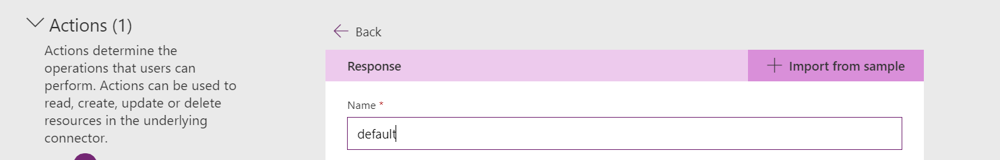 Actions (1)
Actions determine the
operations that users can
perform. Actions can be used to
read, create, update or delete
resources in the underlying
connector.
Back
Response
Import from sample
Name *
default